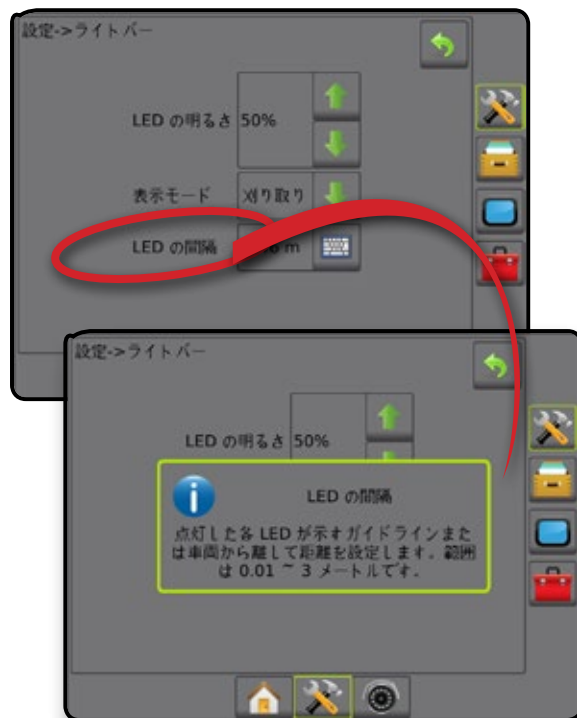 設定->ライトバー
LED の明るさ 50%
表示モード 刈り取り
LED の間隔 m
設定->ライトバー
LED の明るさ 50%
LED の間隔
点灯した各 LED が示すガイドラインまた
は車両から離して距離を設定します。範囲
は 0.01 ~ 3 メートルです.